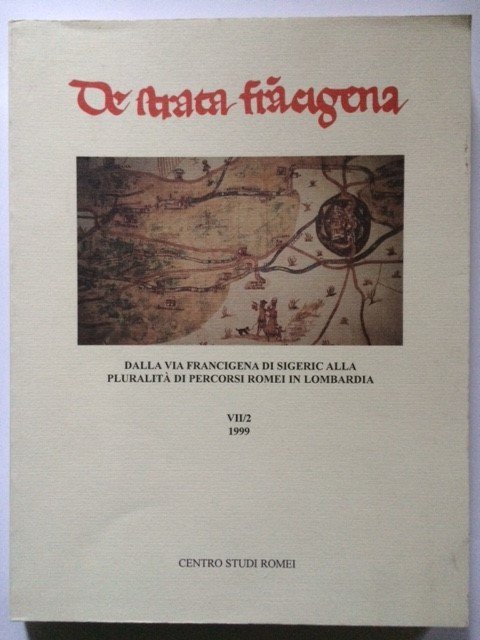 De strata frãcigena
DALLA VIA FRANCIGENA DI SIGERIC ALLA
PLURALITÀ DI PERCORSI ROMEI IN LOMBARDIA
VII/2
1999
CENTRO STUDI ROMEI